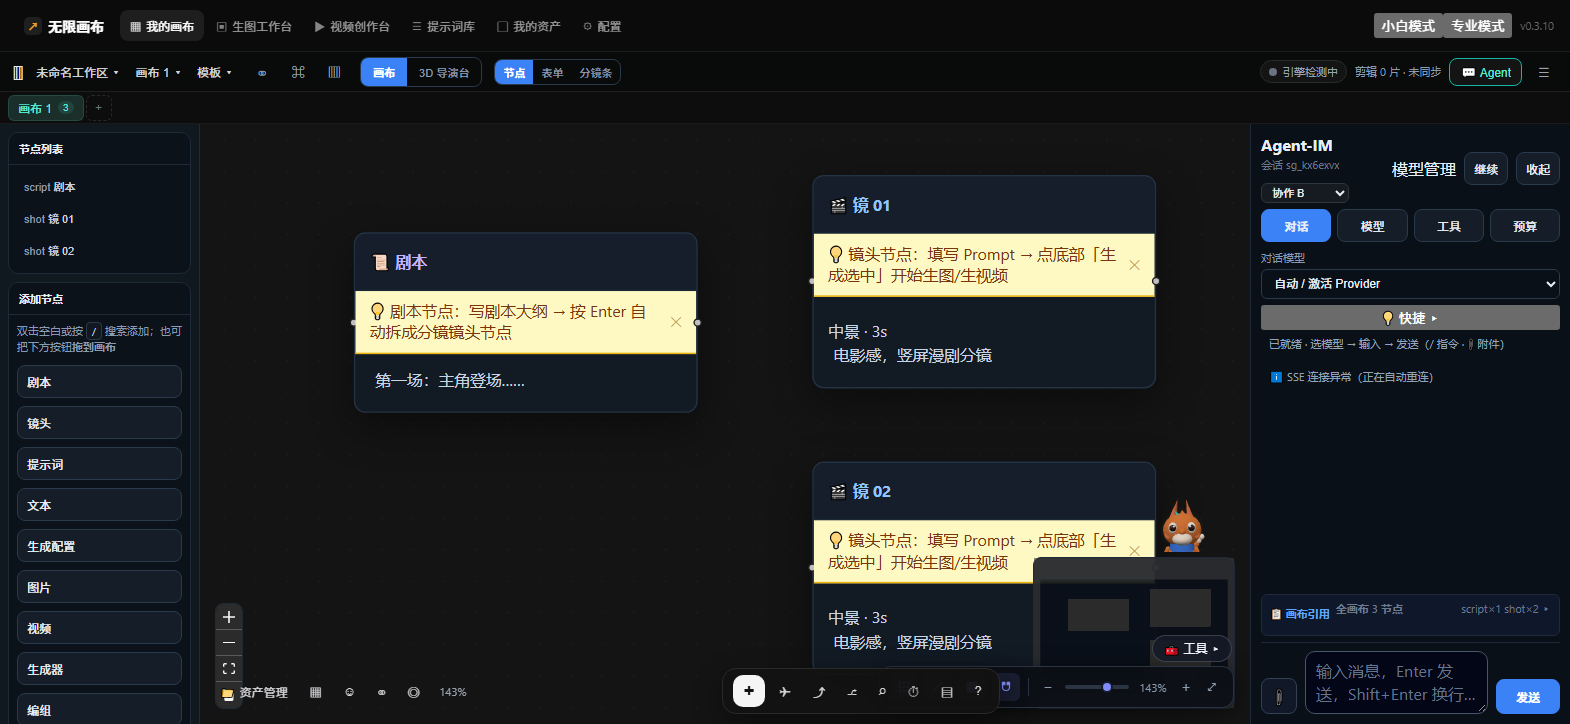 无限画布
我的画布
生图工作台
视频创作台
提示词库
我的资产
配置
小白模式
专业模式
v0.3.10
未命名工作区
画布 1
模板
画布
3D 导演台
节点
表单
分镜条
引擎检测中
剪辑 0 片 · 未同步
Agent
画布 1 3
+
节点列表
script 剧本
shot 镜 01
shot 镜 02
添加节点
双击空白或按 / 搜索添加；也可
把下方按钮拖到画布
剧本
镜头
提示词
文本
生成配置
图片
视频
生成器
编组
剧本
剧本节点：写剧本大纲 → 按 Enter 自
动拆成分镜镜头节点
第一场：主角登场……
镜 01
镜头节点：填写 Prompt → 点底部「生
成选中」开始生图/生视频
中景 · 3s
电影感，竖屏漫剧分镜
镜 02
镜头节点：填写 Prompt → 点底部「生
成选中」开始生图/生视频
中景 · 3s
电影感，竖屏漫剧分镜
资产管理
143%
工具
143%
Agent-IM
会话 sg_kx6exvx
模型管理
继续
收起
协作 B
对话
模型
工具
预算
对话模型
自动 / 激活 Provider
快捷
已就绪 · 选模型 → 输入 → 发送（/ 指令 · 附件）
SSE 连接异常（正在自动重连）
画布引用
全画布 3 节点
script×1 shot×2
输入消息，Enter 发
送，Shift+Enter 换行...
发送